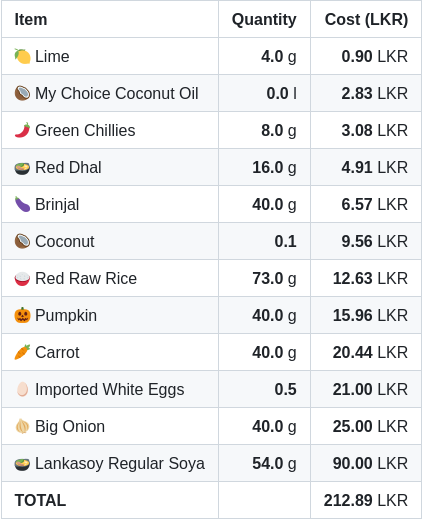 Item Quantity Cost (LKR)
Lime 4.0 g 0.90 LKR
My Choice Coconut Oil 0.0 l 2.83 LKR
Green Chillies 8.0 g 3.08 LKR
Red Dhal 16.0 g 4.91 LKR
Brinjal 40.0 g 6.57 LKR
Coconut 0.1 9.56 LKR
Red Raw Rice 73.0 g 12.63 LKR
Pumpkin 40.0 g 15.96 LKR
Carrot 40.0 g 20.44 LKR
Imported White Eggs 0.5 21.00 LKR
Big Onion 40.0 g 25.00 LKR
Lankasoy Regular Soya 54.0 g 90.00 LKR
TOTAL 212.89 LKR